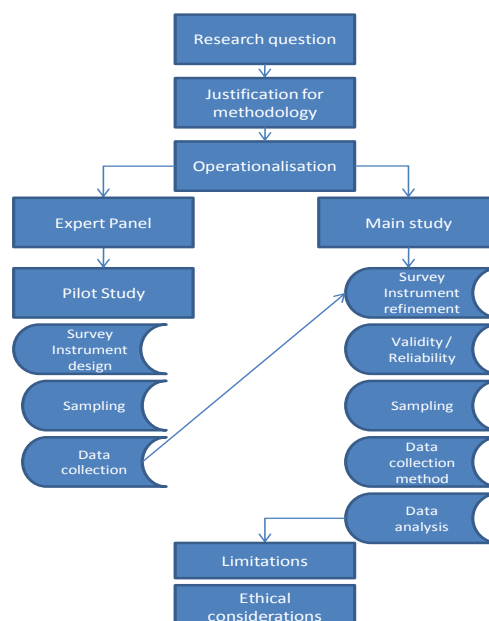 Research question
Justification for
methodology
Operationalisation
Expert Panel
Main study
Pilot Study
Survey
Instrument
refinement
Survey
Instrument
design
Validity /
Reliability
Sampling
Sampling
Data
collection
Data
collection
method
Data
analysis
Limitations
Ethical
considerations